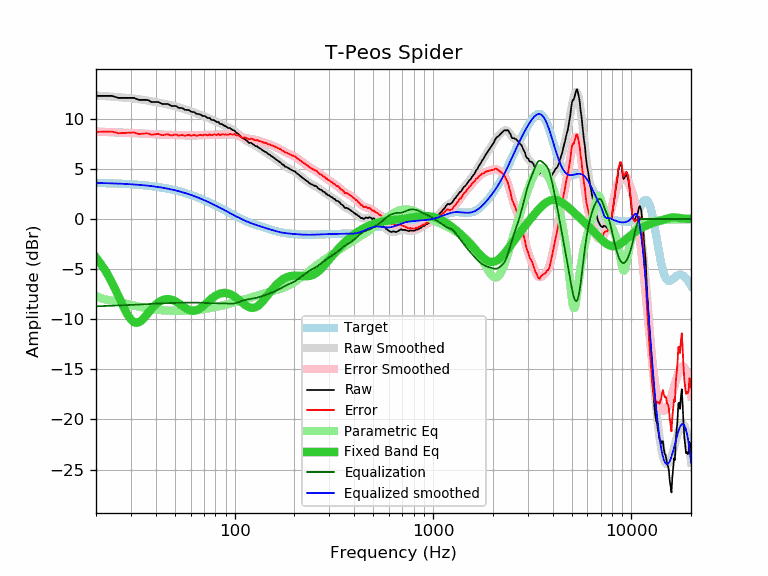 T-Peos Spider
Amplitude (dBr)
10
5
0
−5
−10
−15
−20
−25
Target
Raw Smoothed
Error Smoothed
Raw
Error
Parametric Eq
Fixed Band Eq
Equalization
Equalized smoothed
100
1000
10000
Frequency (Hz)